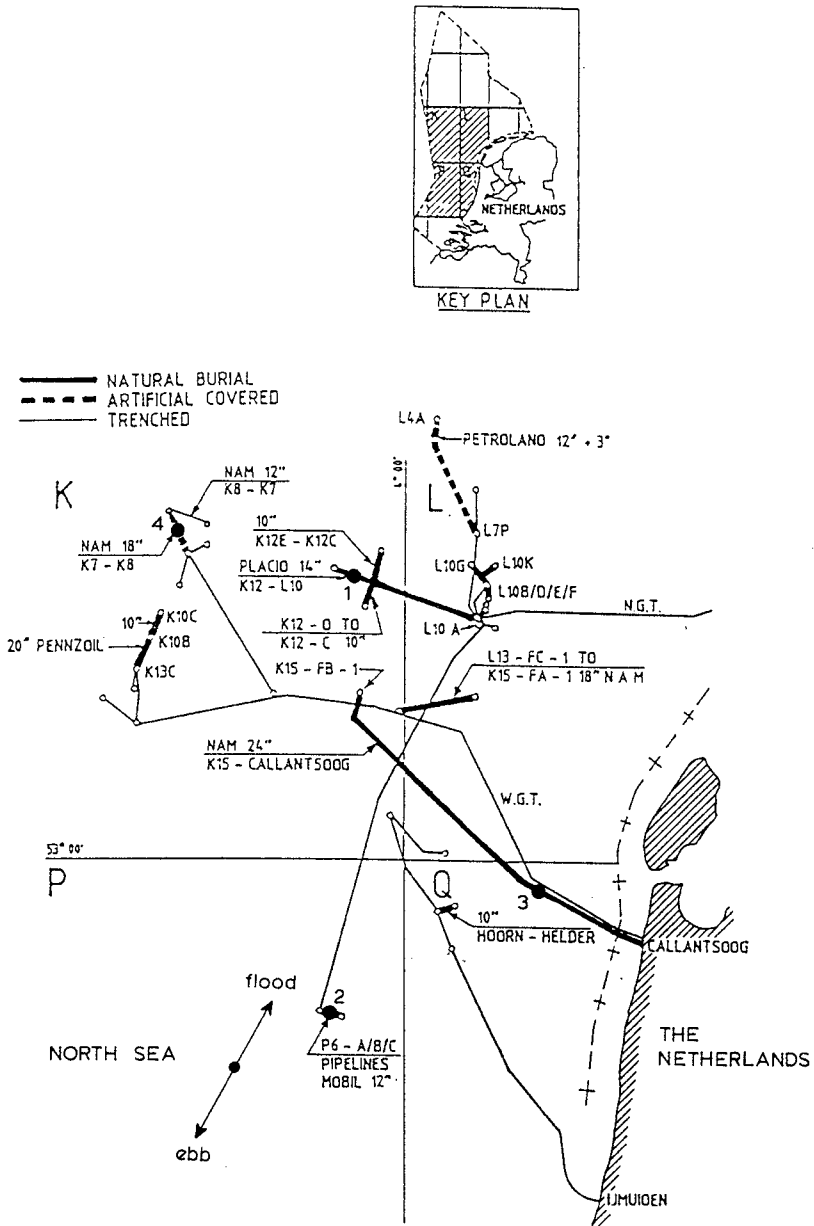 NETHERLANDS
KEY PLAN
NATURAL BURIAL
ARTIFICIAL COVERED
TRENCHED
L4A
PETROLAND 12" + 3"
4° 00'
K
L
NAM 12"
K8 - K7
4
NAM 18"
K7 - K8
10"
K12E - K12C
L7P
PLACID 14"
K12 - L10
1
L10G
L10K
L10B/D/E/F
N.G.T.
L10 A
10"
K10C
K10B
20" PENNZOIL
K13C
K12 - D TO
K12 - C 10"
K15 - FB - 1
L13 - FC - 1 TO
K15 - FA - 1 18" N A M
NAM 24"
K15 - CALLANTSOOG
W.G.T.
53° 00'
P
Q
3
10"
HOORN - HELDER
CALLANTSOOG
flood
2
NORTH SEA
P6 - A/B/C
PIPELINES
MOBIL 12"
THE
NETHERLANDS
ebb
IJMUIDEN